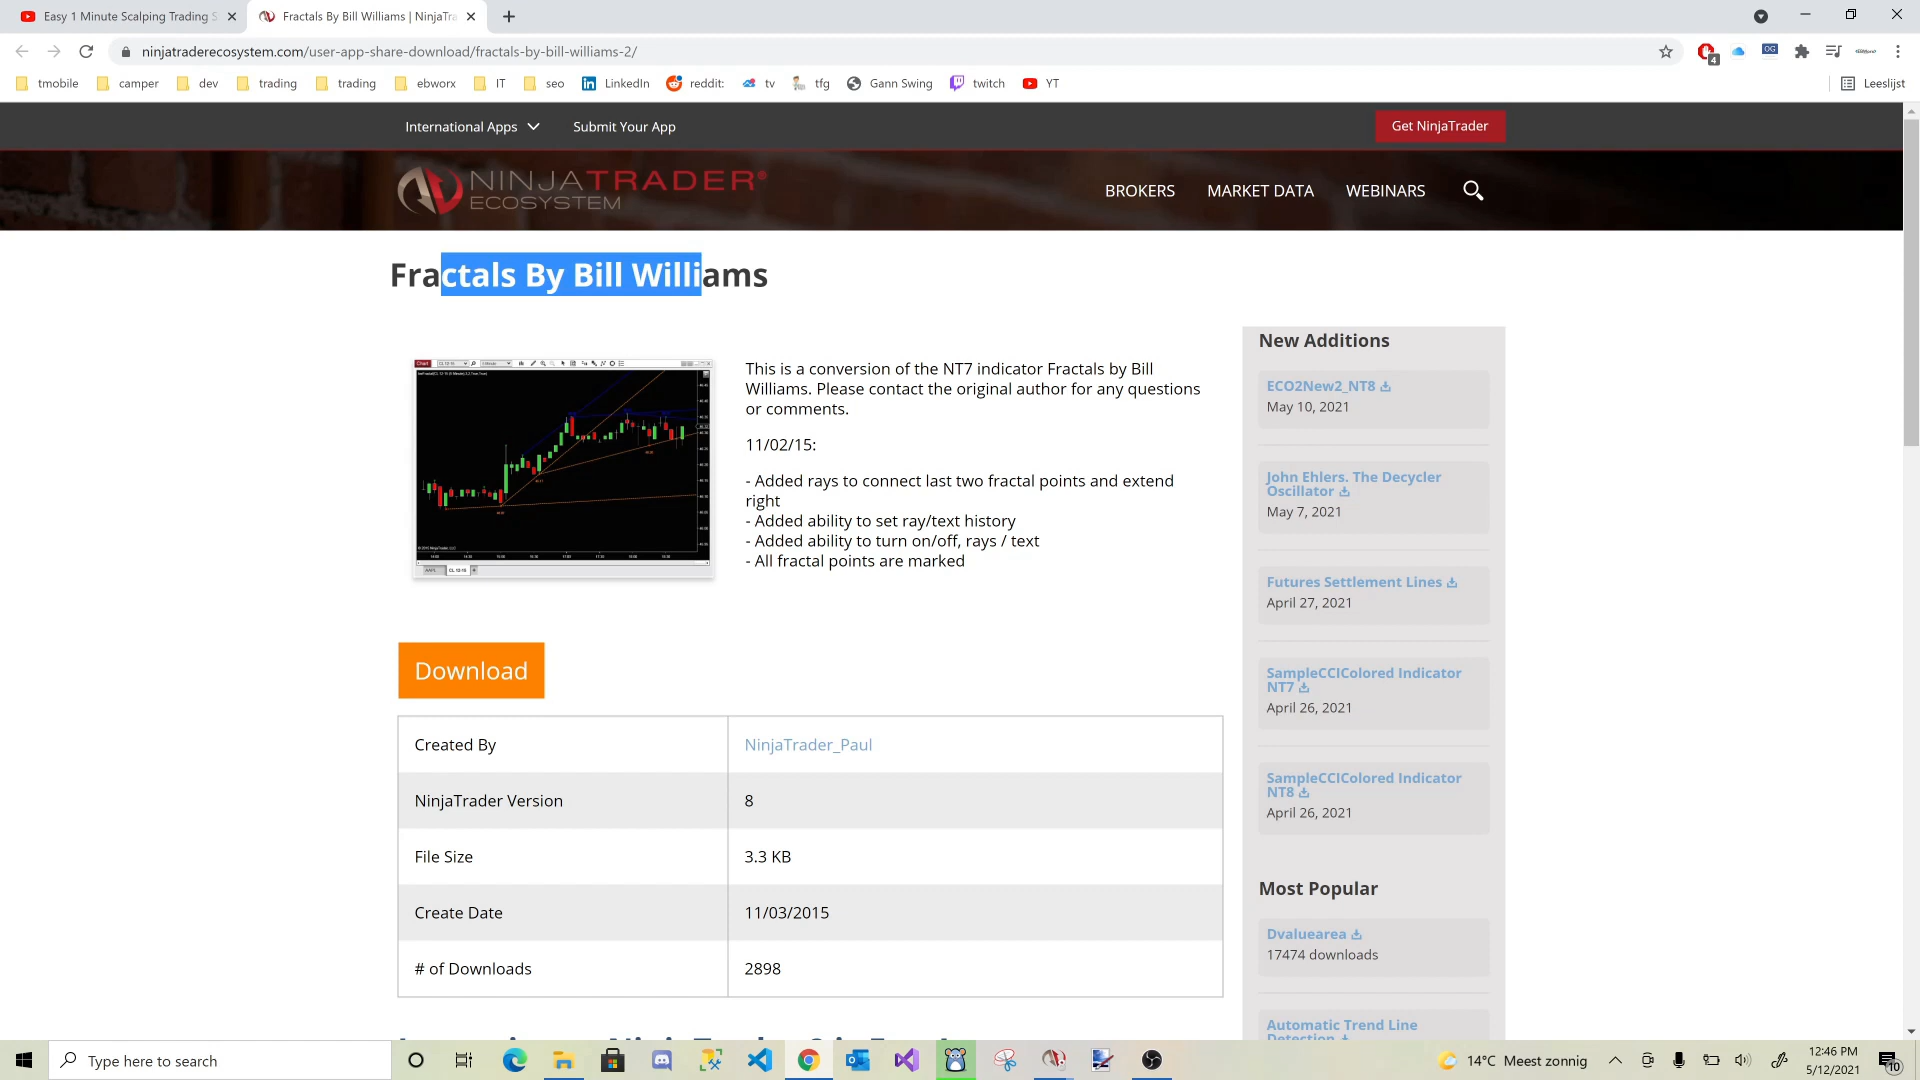 Easy 1 Minute Scalping Trading S
Fractals By Bill Williams | NinjaTra
ninjatraderecosystem.com/user-app-share-download/fractals-by-bill-williams-2/
4
OG
tmobile
camper
dev
trading
trading
ebworx
IT
seo
LinkedIn
reddit:
tv
tfg
Gann Swing
twitch
YT
Leeslijst
International Apps
Submit Your App
Get NinjaTrader
NINJATRADER®
ECOSYSTEM
BROKERS
MARKET DATA
WEBINARS
Fractals By Bill Williams
This is a conversion of the NT7 indicator Fractals by Bill
Williams. Please contact the original author for any questions
or comments.
11/02/15:
- Added rays to connect last two fractal points and extend
right
- Added ability to set ray/text history
- Added ability to turn on/off, rays / text
- All fractal points are marked
Download
Created By
NinjaTrader_Paul
NinjaTrader Version
8
File Size
3.3 KB
Create Date
11/03/2015
# of Downloads
2898
New Additions
ECO2New2_NT8
May 10, 2021
John Ehlers. The Decycler
Oscillator
May 7, 2021
Futures Settlement Lines
April 27, 2021
SampleCCIColored Indicator
NT7
April 26, 2021
SampleCCIColored Indicator
NT8
April 26, 2021
Most Popular
Dvaluearea
17474 downloads
Automatic Trend Line
Detection
Type here to search
14°C Meest zonnig
12:46 PM
5/12/2021
10